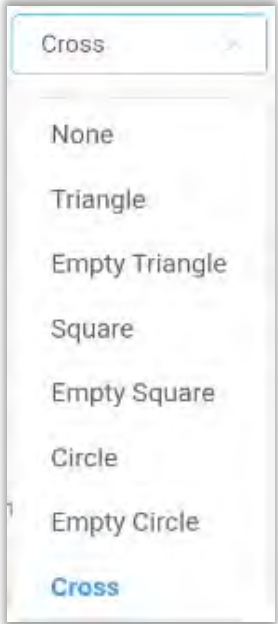 Cross
None
Triangle
Empty Triangle
Square
Empty Square
Circle
Empty Circle
Cross